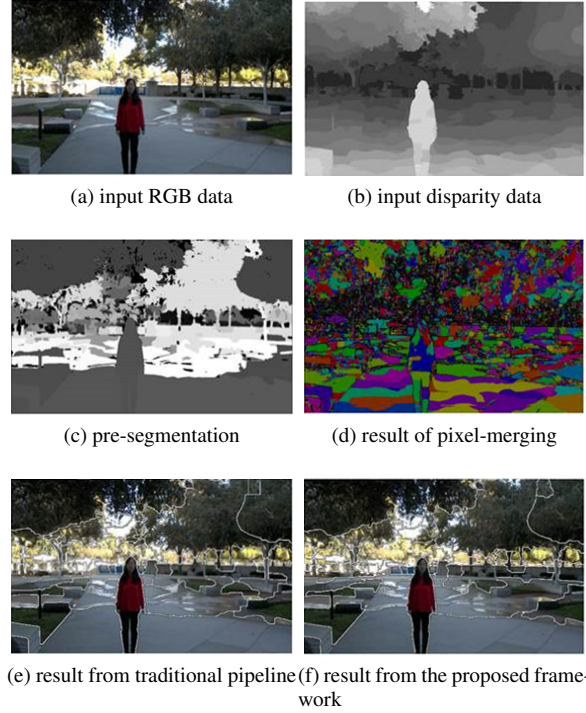 (a) input RGB data
(b) input disparity data
(c) pre-segmentation
(d) result of pixel-merging
(e) result from traditional pipeline
(f) result from the proposed frame-
work